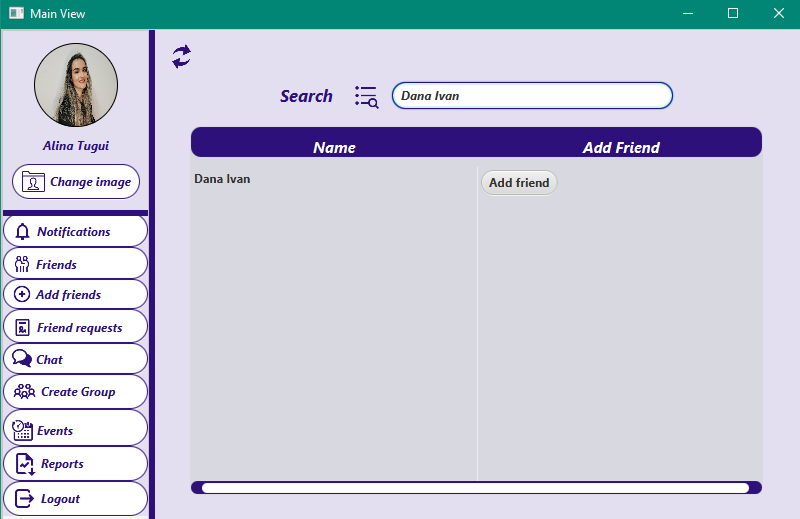 Main View
Alina Tugui
Change image
Notifications
Friends
Add friends
Friend requests
Chat
Create Group
Events
Reports
Logout
Search
Dana Ivan
Name Add Friend
Dana Ivan Add friend